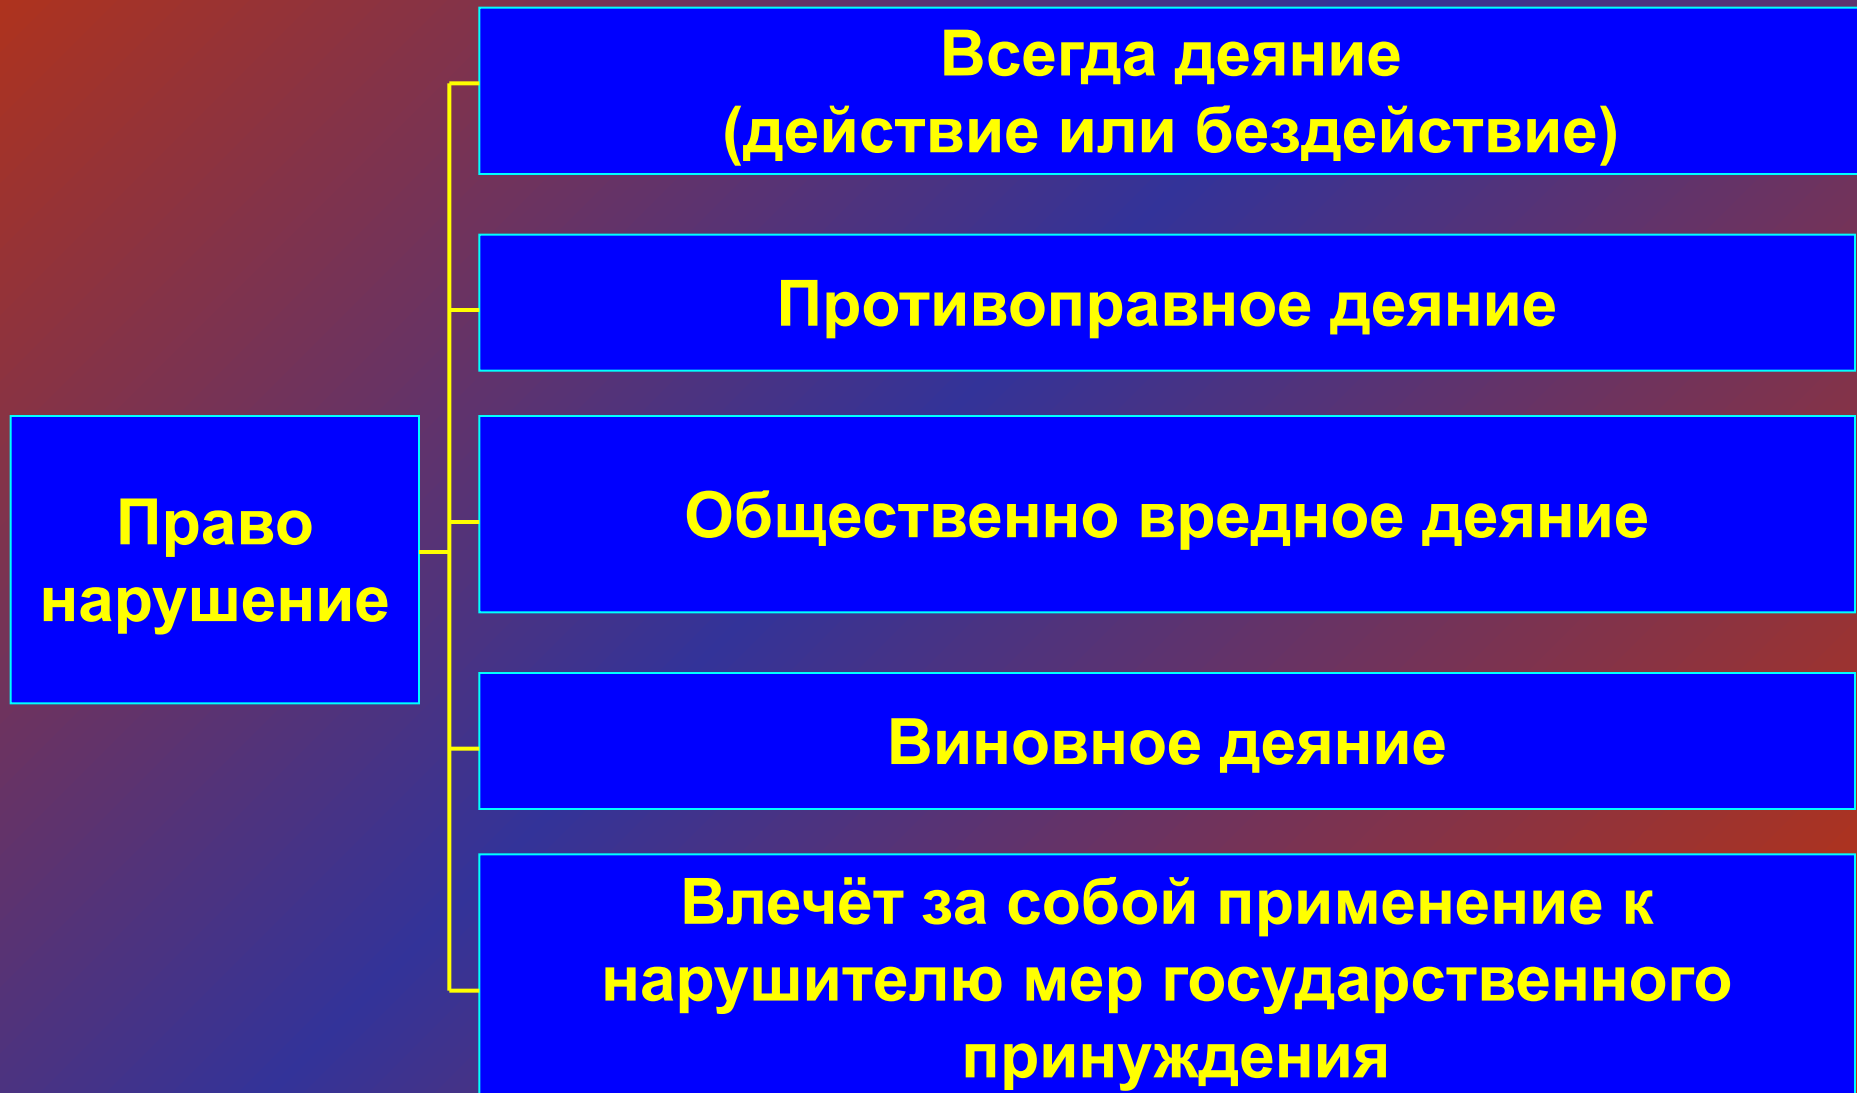 Всегда деяние
(действие или бездействие)
Противоправное деяние
Общественно вредное деяние
Право
нарушение
Виновное деяние
Влечёт за собой применение к
нарушителю мер государственного
принуждения